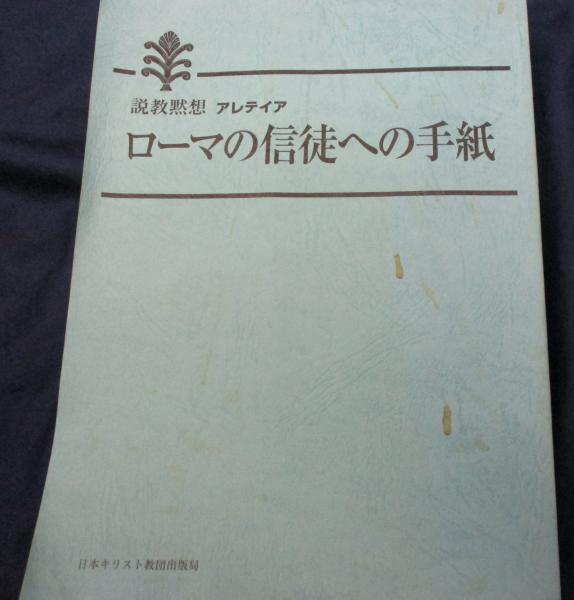 説教黙想 アレテイア
ローマの信徒への手紙
日本キリスト教団出版局